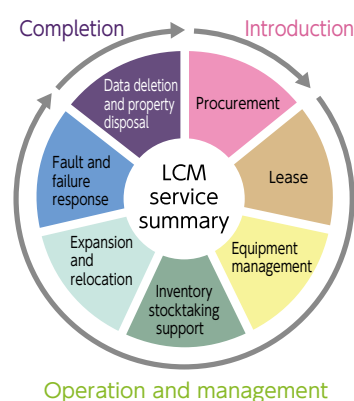 Completion
Introduction
Data deletion
and property
disposal
Procurement
Fault and
failure
response
LCM
service
summary
Lease
Expansion
and
relocation
Equipment
management
Inventory
stocktaking
support
Operation and management